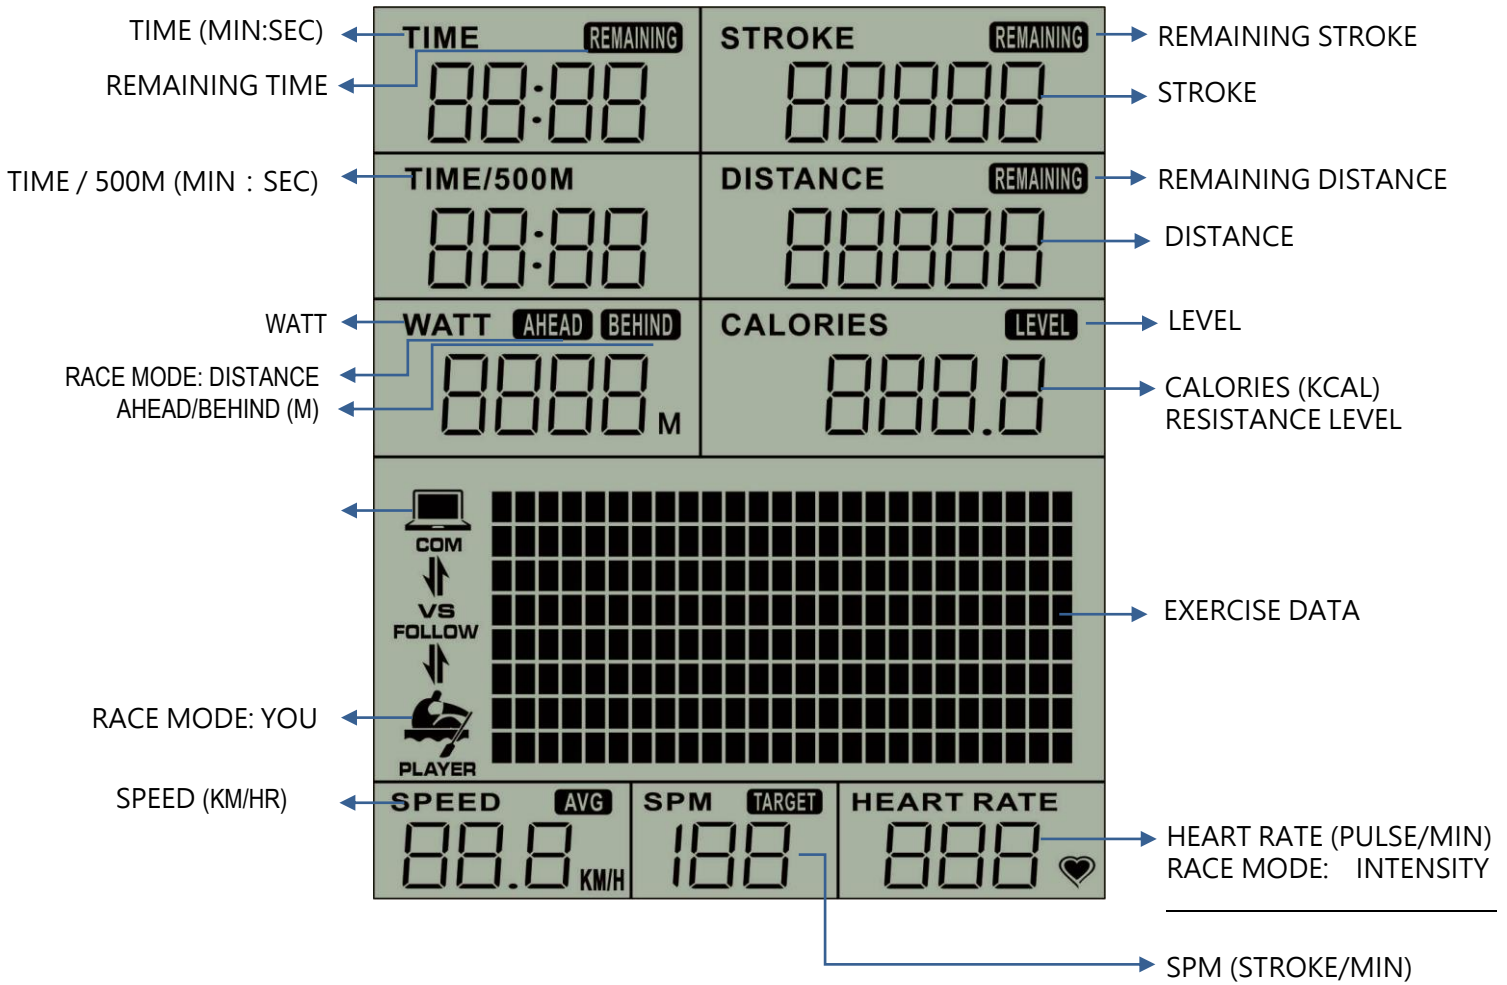 TIME (MIN:SEC)
TIME REMAINING
STROKE REMAINING
REMAINING STROKE
REMAINING TIME
88:88
88888
STROKE
TIME / 500M (MIN : SEC)
TIME/500M
DISTANCE REMAINING
REMAINING DISTANCE
88:88
88888
DISTANCE
WATT
WATT AHEAD BEHIND
CALORIES LEVEL
LEVEL
RACE MODE: DISTANCE
AHEAD/BEHIND (M)
8888 M
888.8
CALORIES (KCAL)
RESISTANCE LEVEL
COM
VS
FOLLOW
EXERCISE DATA
RACE MODE: YOU
PLAYER
SPEED (KM/HR)
SPEED AVG
SPM TARGET
HEART RATE
88.8 KM/H
188
888
HEART RATE (PULSE/MIN)
RACE MODE: INTENSITY
SPM (STROKE/MIN)